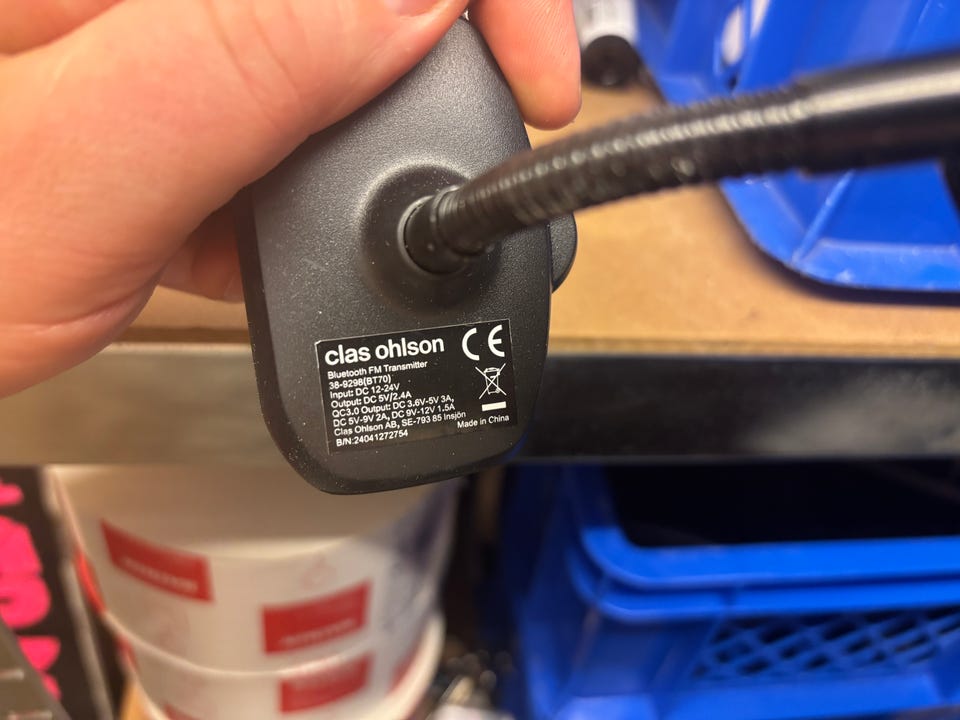 clas ohlson
CE
Bluetooth FM Transmitter
38-9298(BT70)
Input: DC 12-24V
Output: DC 5V/2.4A
QC3.0 Output: DC 3.6V-5V 3A,
DC 5V-9V 2A, DC 9V-12V 1.5A
Clas Ohlson AB, SE-793 85 Insjön
Made in China
B/N:24041272754